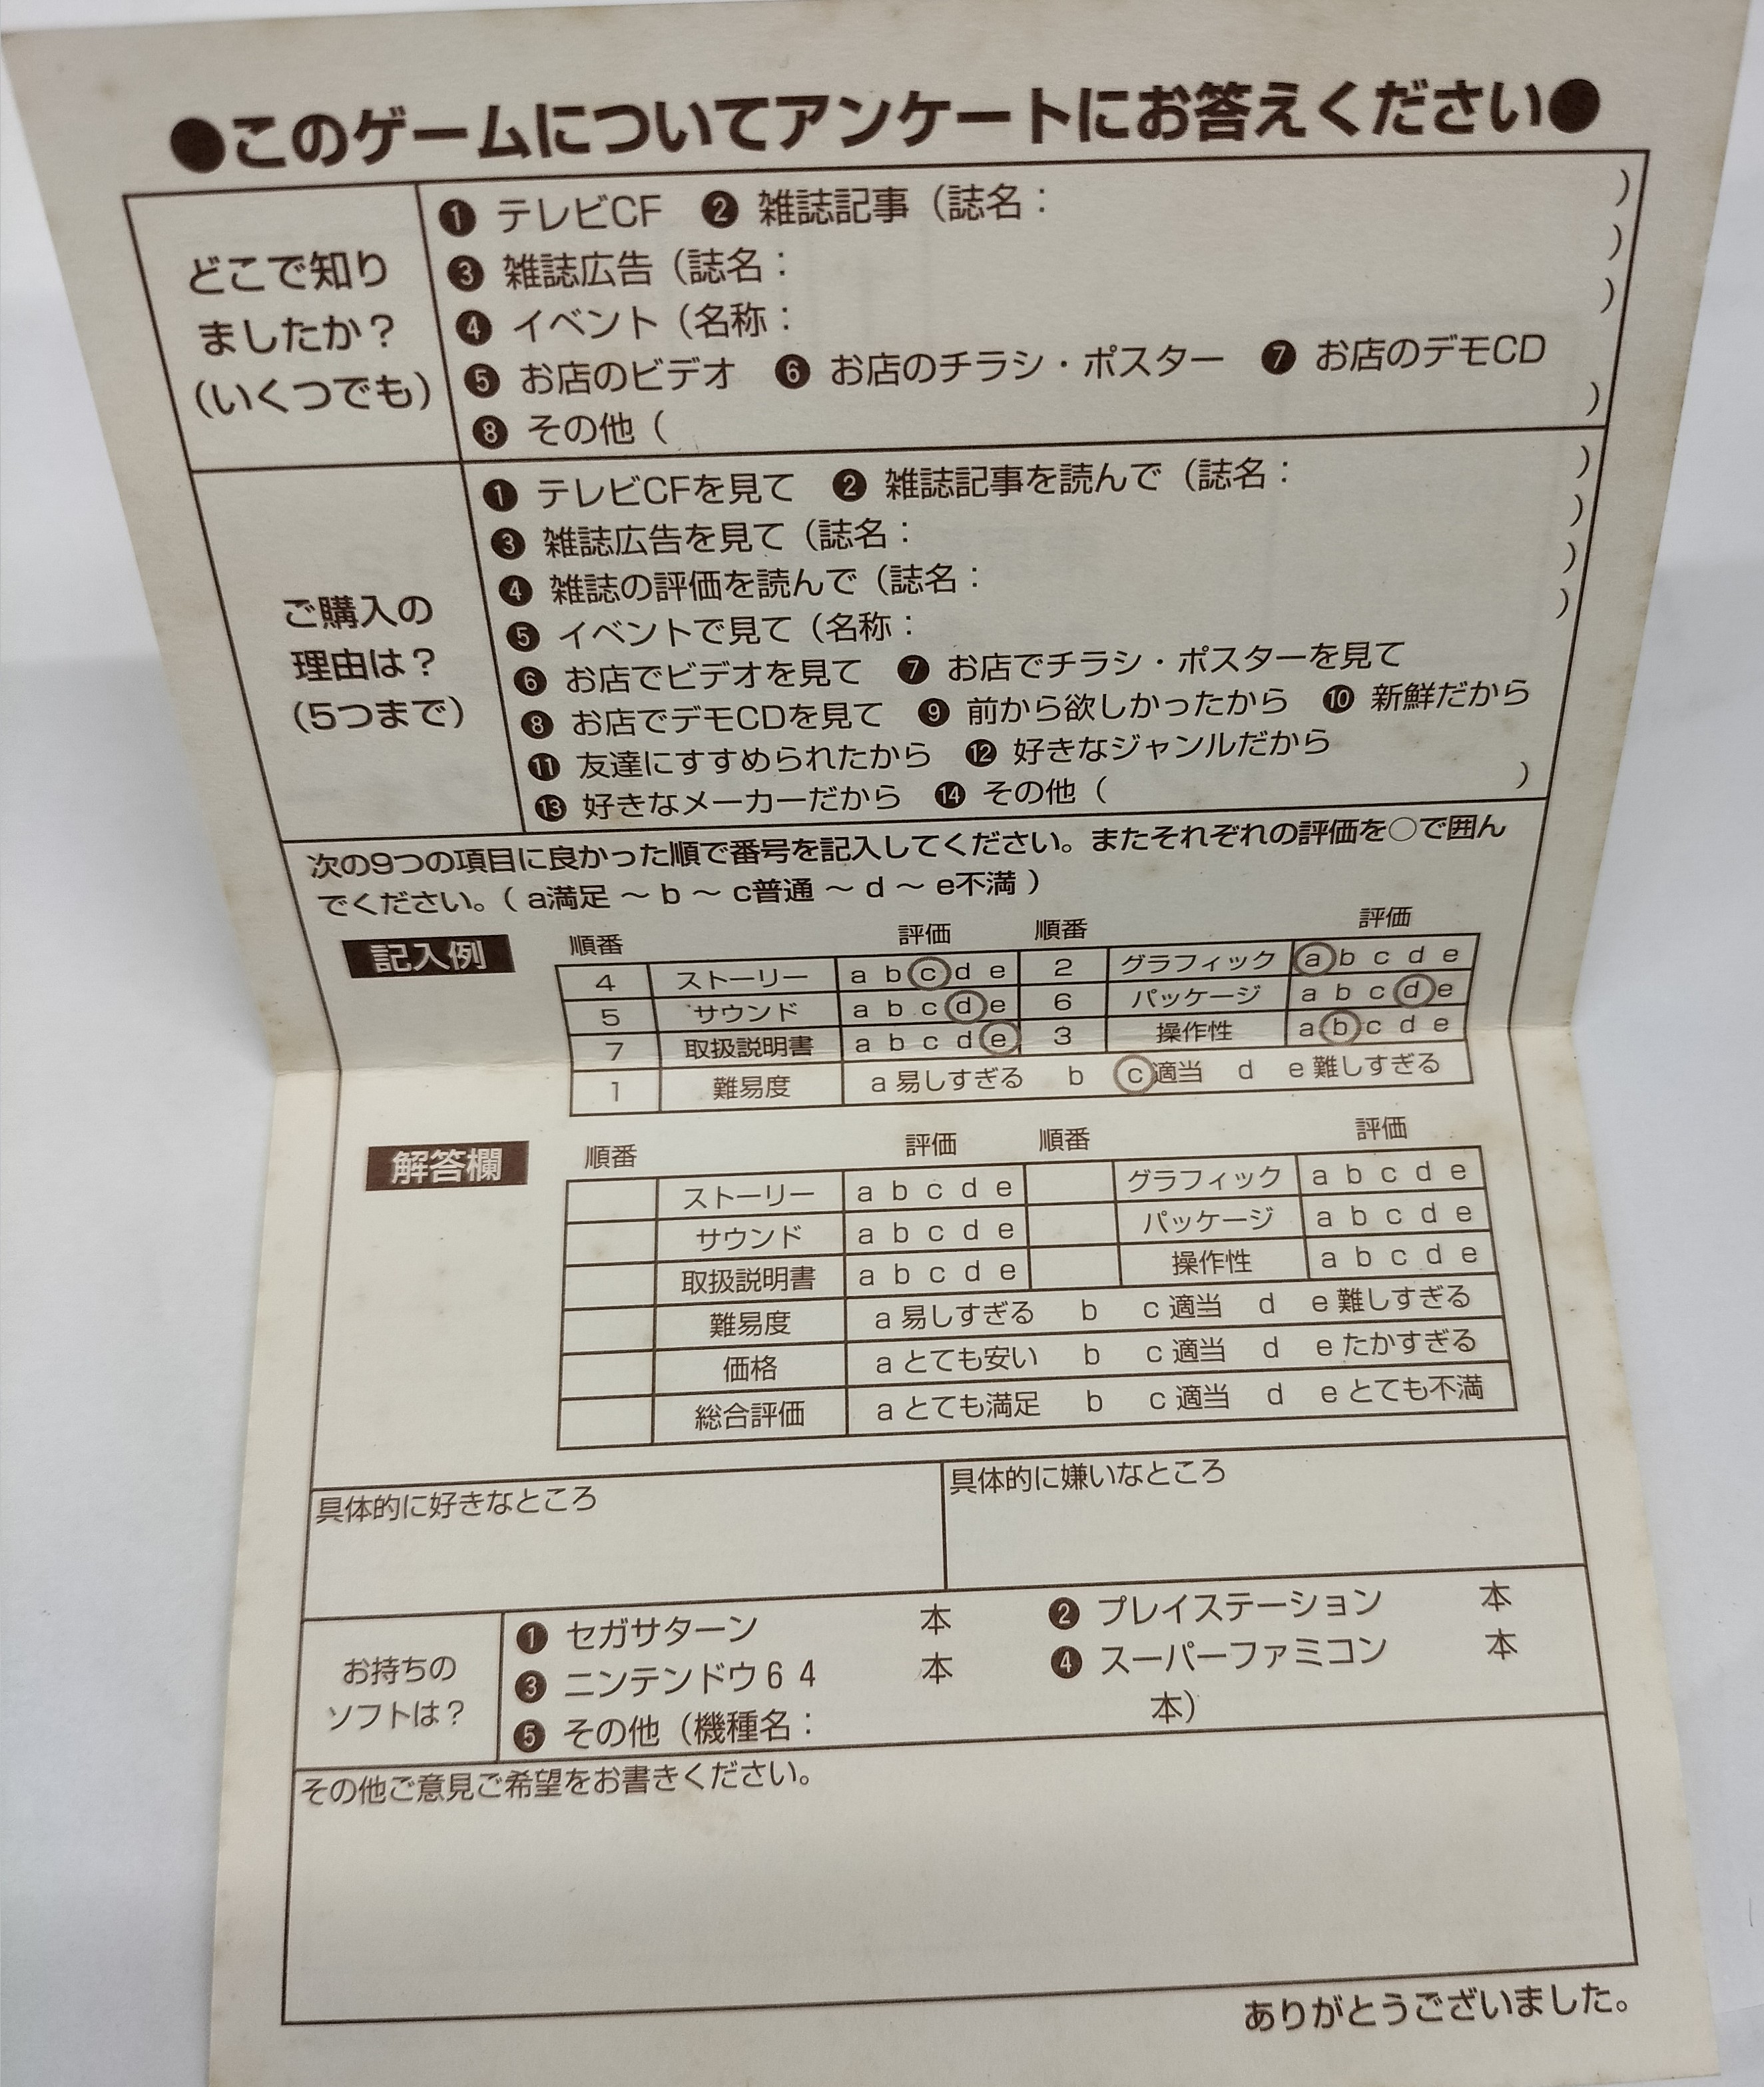 ●このゲームについてアンケートにお答えください●
どこで知り
ましたか？
（いくつでも）
❶ テレビCF ❷ 雑誌記事（誌名： ）
❸ 雑誌広告（誌名： ）
❹ イベント（名称： ）
❺ お店のビデオ ❻ お店のチラシ・ポスター ❼ お店のデモCD
❽ その他（ ）
ご購入の
理由は？
（5つまで）
❶ テレビCFを見て ❷ 雑誌記事を読んで（誌名： ）
❸ 雑誌広告を見て（誌名： ）
❹ 雑誌の評価を読んで（誌名： ）
❺ イベントで見て（名称： ）
❻ お店でビデオを見て ❼ お店でチラシ・ポスターを見て
❽ お店でデモCDを見て ❾ 前から欲しかったから ❿ 新鮮だから
⓫ 友達にすすめられたから ⓬ 好きなジャンルだから
⓭ 好きなメーカーだから ⓮ その他（ ）
次の9つの項目に良かった順で番号を記入してください。またそれぞれの評価を○で囲ん
でください。（ a満足 ～ b ～ c普通 ～ d ～ e不満 ）
記入例
順番 評価 順番 評価
4 ストーリー a b c d e 2 グラフィック a b c d e
5 サウンド a b c d e 6 パッケージ a b c d e
7 取扱説明書 a b c d e 3 操作性 a b c d e
1 難易度 a 易しすぎる b c 適当 d e 難しすぎる
解答欄
順番 評価 順番 評価
ストーリー a b c d e グラフィック a b c d e
サウンド a b c d e パッケージ a b c d e
取扱説明書 a b c d e 操作性 a b c d e
難易度 a 易しすぎる b c 適当 d e 難しすぎる
価格 a とても安い b c 適当 d e たかすぎる
総合評価 a とても満足 b c 適当 d e とても不満
具体的に好きなところ
具体的に嫌いなところ
お持ちの
ソフトは？
❶ セガサターン 本 ❷ プレイステーション 本
❸ ニンテンドウ６４ 本 ❹ スーパーファミコン 本
❺ その他（機種名： 本）
その他ご意見ご希望をお書きください。
ありがとうございました。